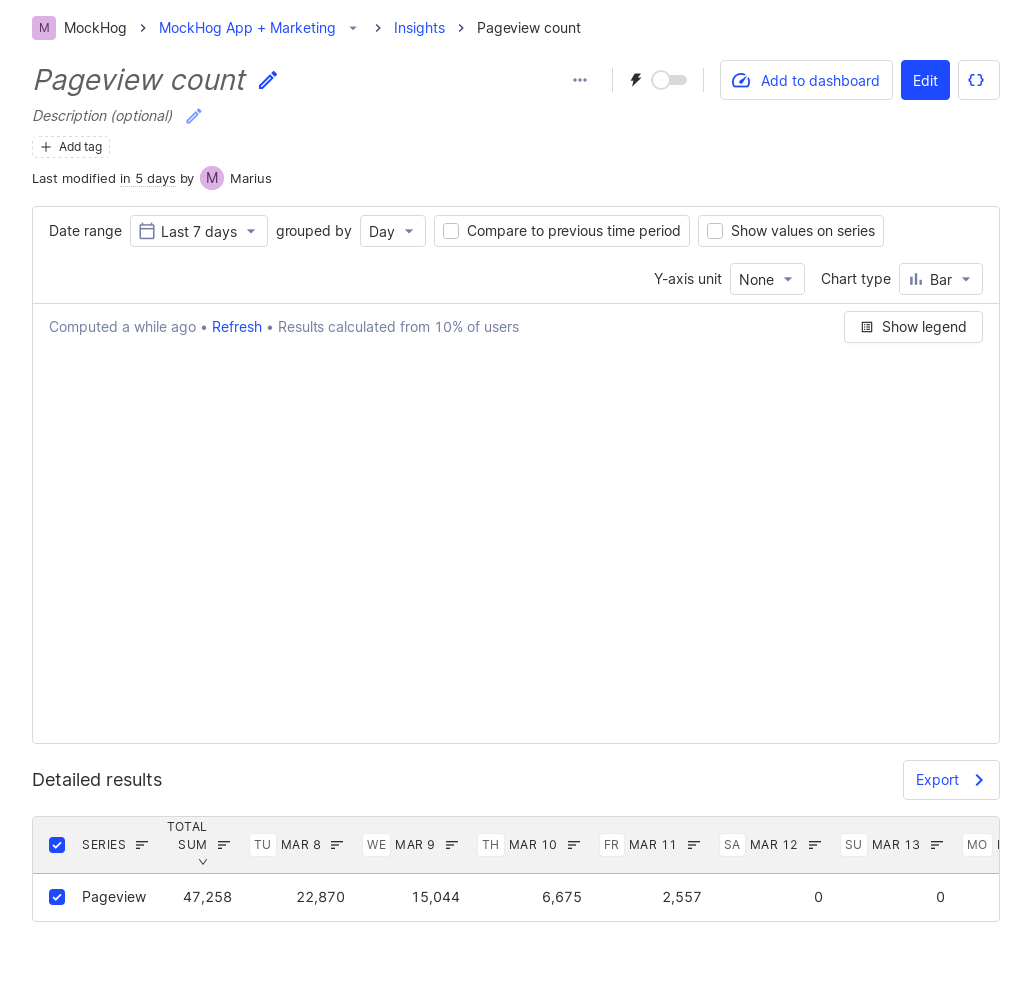 M MockHog MockHog App + Marketing Insights Pageview count
Pageview count
Add to dashboard Edit
Description (optional)
Add tag
Last modified in 5 days by M Marius
Date range Last 7 days grouped by Day Compare to previous time period Show values on series
Y-axis unit None Chart type Bar
Computed a while ago • Refresh • Results calculated from 10% of users Show legend
Detailed results Export
SERIES TOTAL SUM TU MAR 8 WE MAR 9 TH MAR 10 FR MAR 11 SA MAR 12 SU MAR 13 MO
Pageview 47,258 22,870 15,044 6,675 2,557 0 0